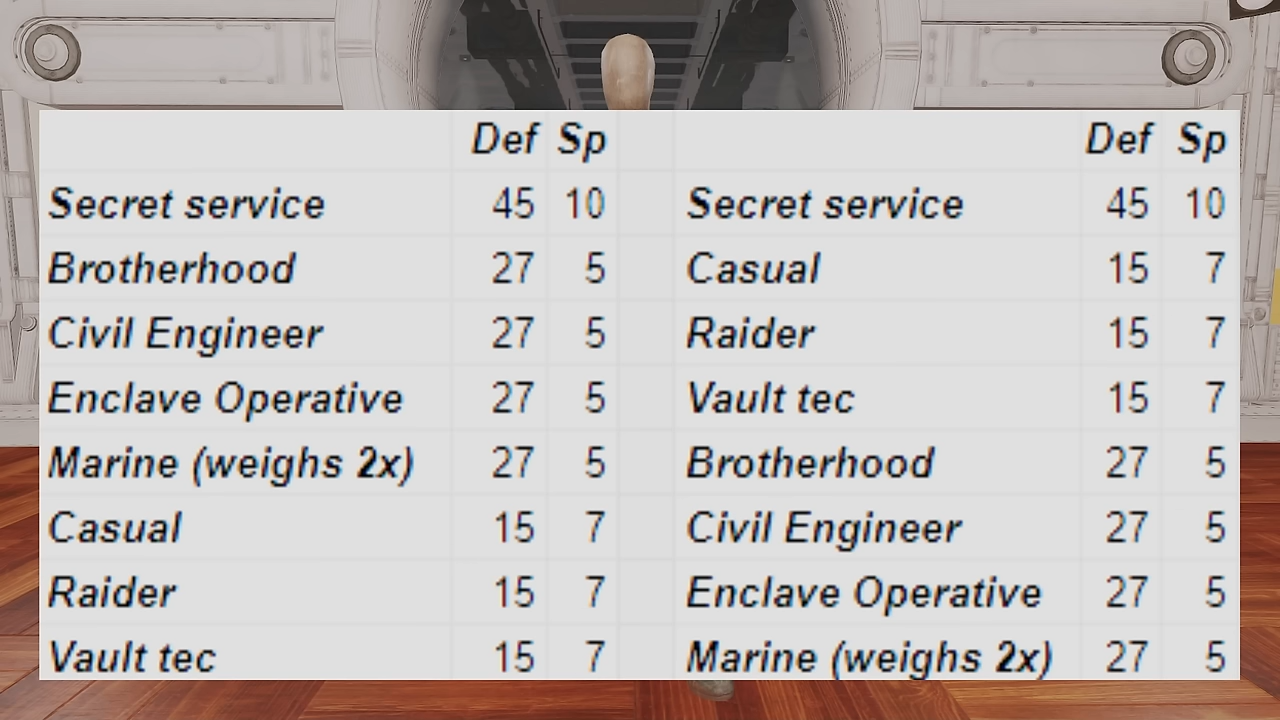 Def Sp Def Sp
Secret service 45 10 Secret service 45 10
Brotherhood 27 5 Casual 15 7
Civil Engineer 27 5 Raider 15 7
Enclave Operative 27 5 Vault tec 15 7
Marine (weighs 2x) 27 5 Brotherhood 27 5
Casual 15 7 Civil Engineer 27 5
Raider 15 7 Enclave Operative 27 5
Vault tec 15 7 Marine (weighs 2x) 27 5